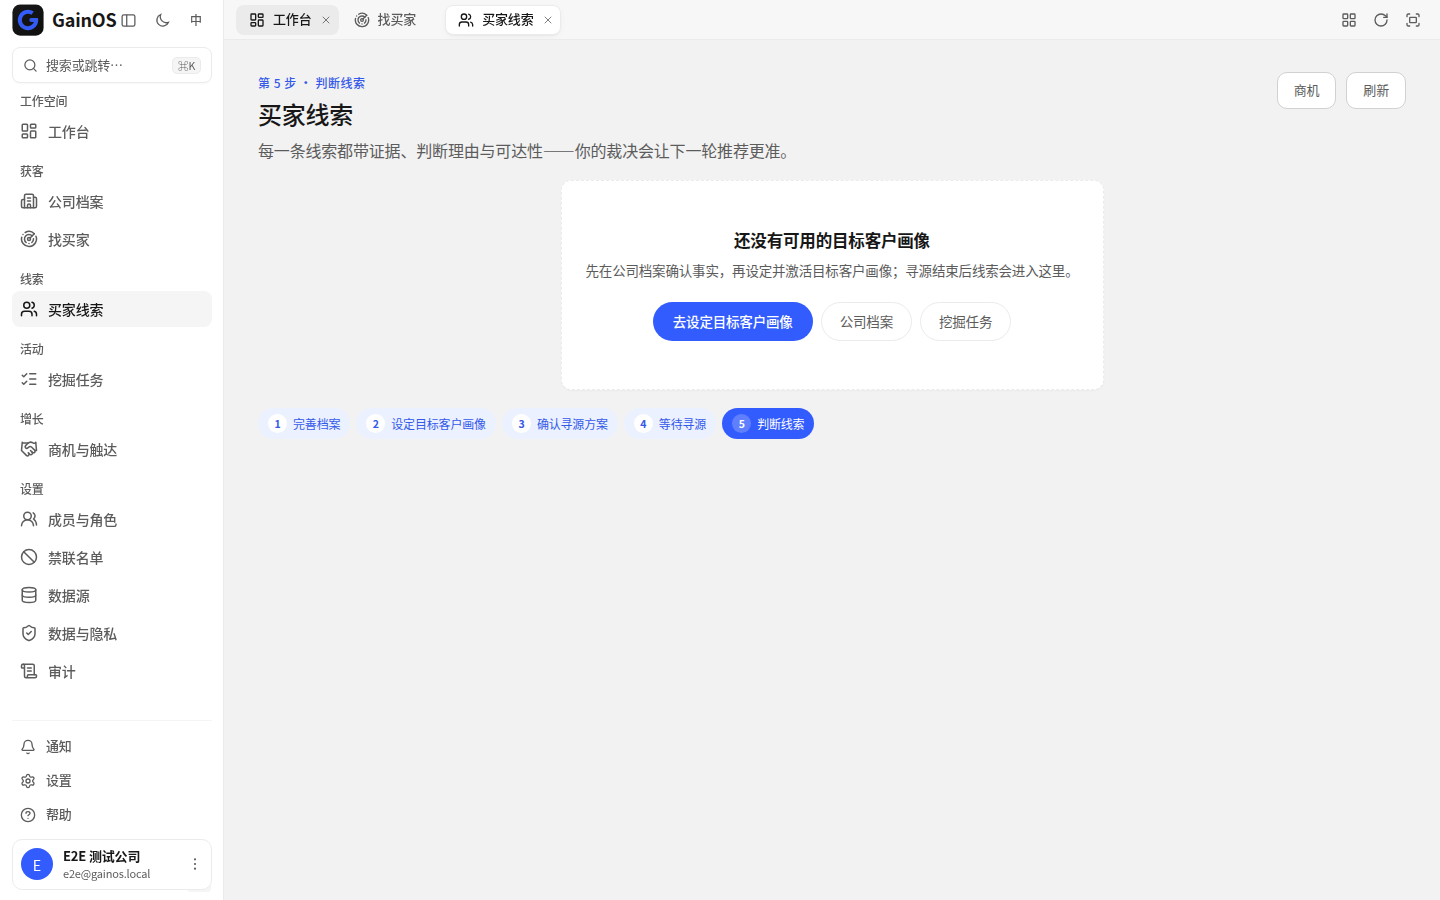 GainOS
中
搜索或跳转···
⌘K
工作空间
工作台
获客
公司档案
找买家
线索
买家线索
活动
挖掘任务
增长
商机与触达
设置
成员与角色
禁联名单
数据源
数据与隐私
审计
通知
设置
帮助
E
E2E 测试公司
e2e@gainos.local
工作台
找买家
买家线索
第 5 步 · 判断线索
买家线索
每一条线索都带证据、判断理由与可达性——你的裁决会让下一轮推荐更准。
商机
刷新
还没有可用的目标客户画像
先在公司档案确认事实，再设定并激活目标客户画像；寻源结束后线索会进入这里。
去设定目标客户画像
公司档案
挖掘任务
1 完善档案
2 设定目标客户画像
3 确认寻源方案
4 等待寻源
5 判断线索